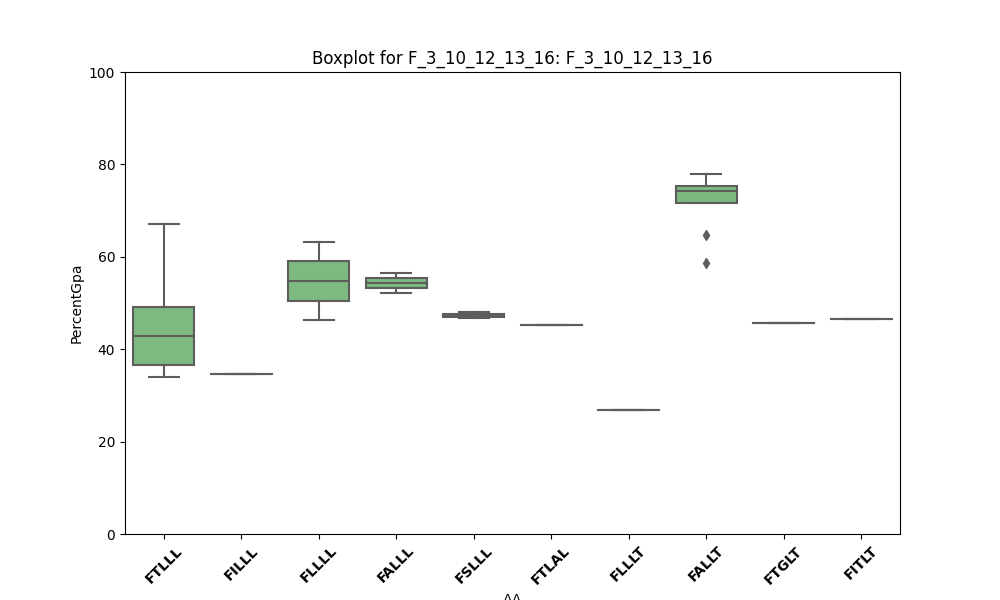 Boxplot for F_3_10_12_13_16: F_3_10_12_13_16
100
80
60
40
20
0
PercentGpa
FTLLL
FILLL
FLLLL
FALLL
FSLLL
FTLAL
FLLLT
FALLT
FTGLT
FITLT
AA